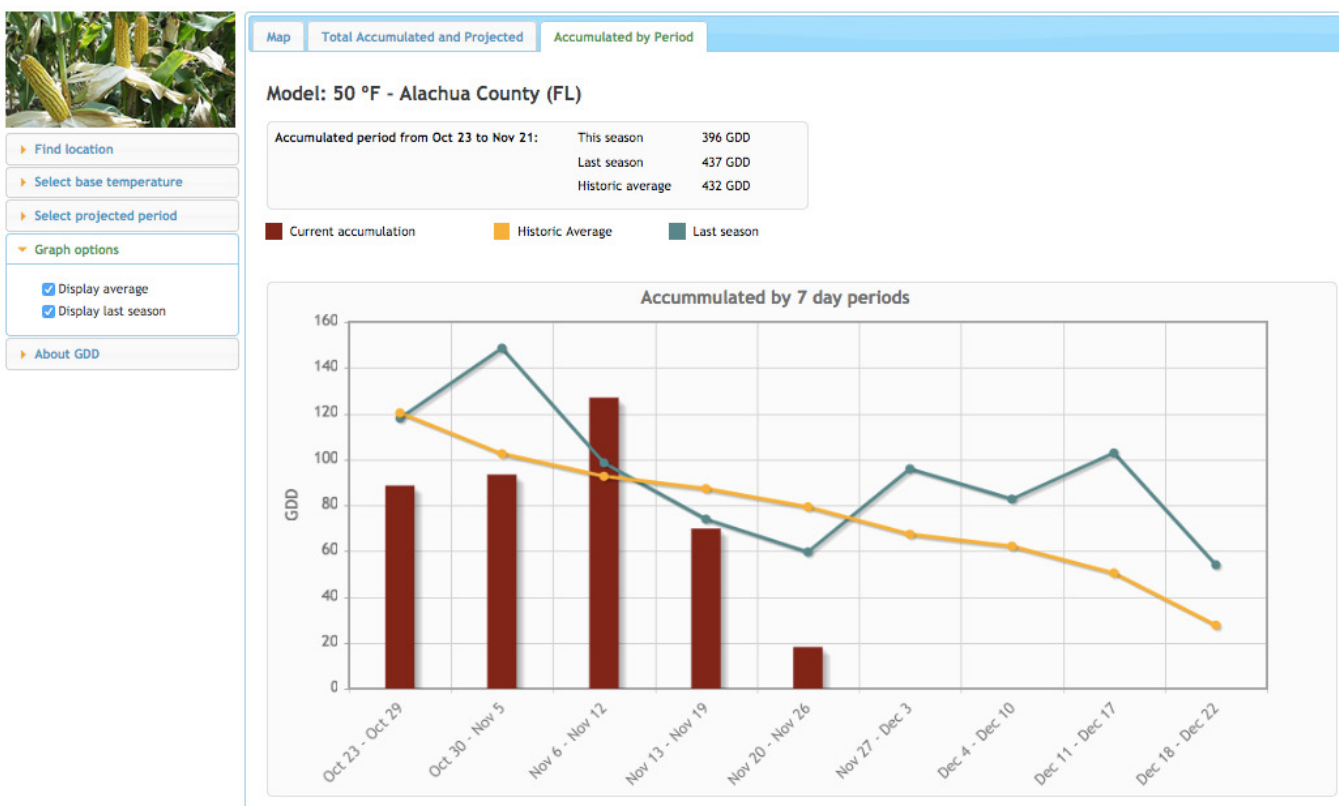 Map Total Accumulated and Projected Accumulated by Period
Model: 50 ºF - Alachua County (FL)
Accumulated period from Oct 23 to Nov 21: This season 396 GDD
Last season 437 GDD
Historic average 432 GDD
Current accumulation Historic Average Last season
Find location
Select base temperature
Select projected period
Graph options
Display average
Display last season
About GDD
Accummulated by 7 day periods
GDD
160
140
120
100
80
60
40
20
0
Oct 23 - Oct 29
Oct 30 - Nov 5
Nov 6 - Nov 12
Nov 13 - Nov 19
Nov 20 - Nov 26
Nov 27 - Dec 3
Dec 4 - Dec 10
Dec 11 - Dec 17
Dec 18 - Dec 22